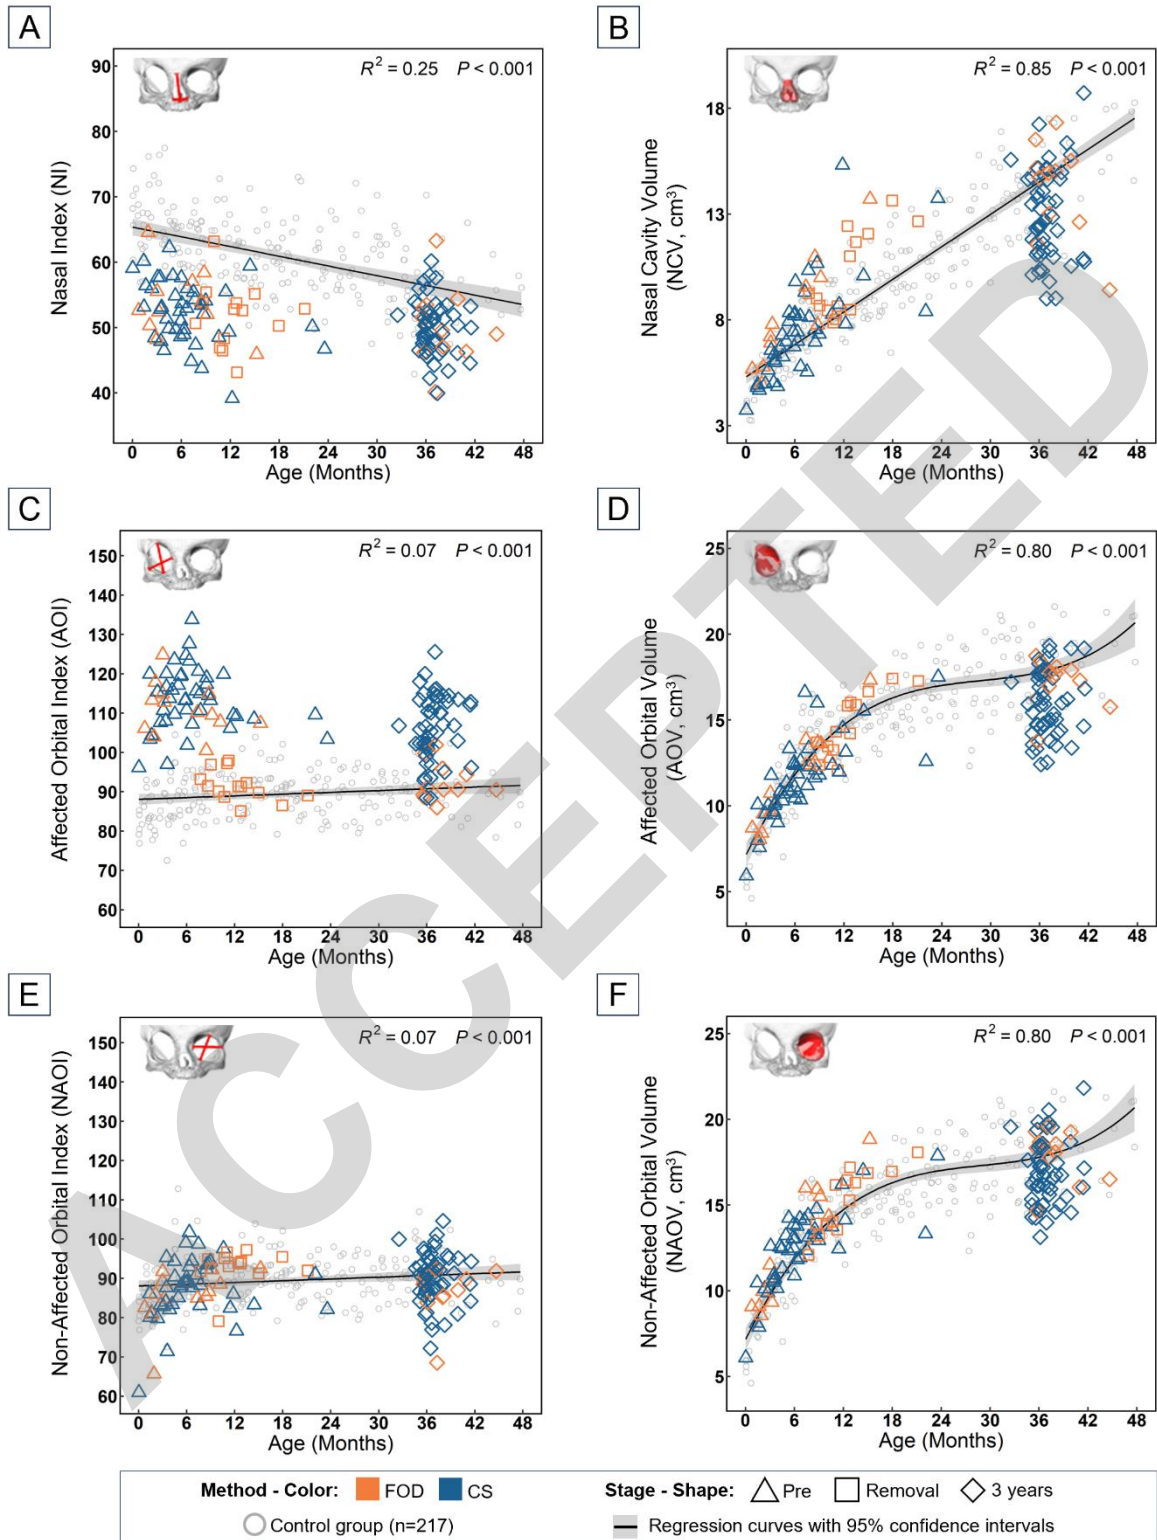 A
R² = 0.25 P < 0.001
Nasal Index (NI)
90
80
70
60
50
40
0 6 12 18 24 30 36 42 48
Age (Months)
B
R² = 0.85 P < 0.001
Nasal Cavity Volume
(NCV, cm³)
18
13
8
3
0 6 12 18 24 30 36 42 48
Age (Months)
C
R² = 0.07 P < 0.001
Affected Orbital Index (AOI)
150
140
130
120
110
100
90
80
70
60
0 6 12 18 24 30 36 42 48
Age (Months)
D
R² = 0.80 P < 0.001
Affected Orbital Volume
(AOV, cm³)
25
20
15
10
5
0 6 12 18 24 30 36 42 48
Age (Months)
E
R² = 0.07 P < 0.001
Non-Affected Orbital Index (NAOI)
150
140
130
120
110
100
90
80
70
60
0 6 12 18 24 30 36 42 48
Age (Months)
F
R² = 0.80 P < 0.001
Non-Affected Orbital Volume
(NAOV, cm³)
25
20
15
10
5
0 6 12 18 24 30 36 42 48
Age (Months)
Method - Color: FOD CS Stage - Shape: Pre Removal 3 years
Control group (n=217) Regression curves with 95% confidence intervals
ACCEPTED